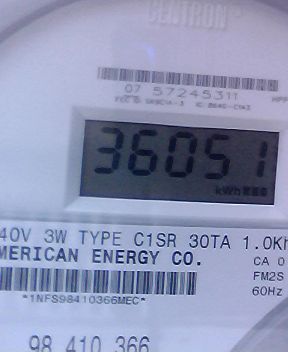 CENTRON
07 57245311
36051
kWh
40V 3W TYPE C1SR 30TA 1.0Kh
MERICAN ENERGY CO.
CA 0
FM2S
60Hz
*1NFS98410366MEC*
98 410 366